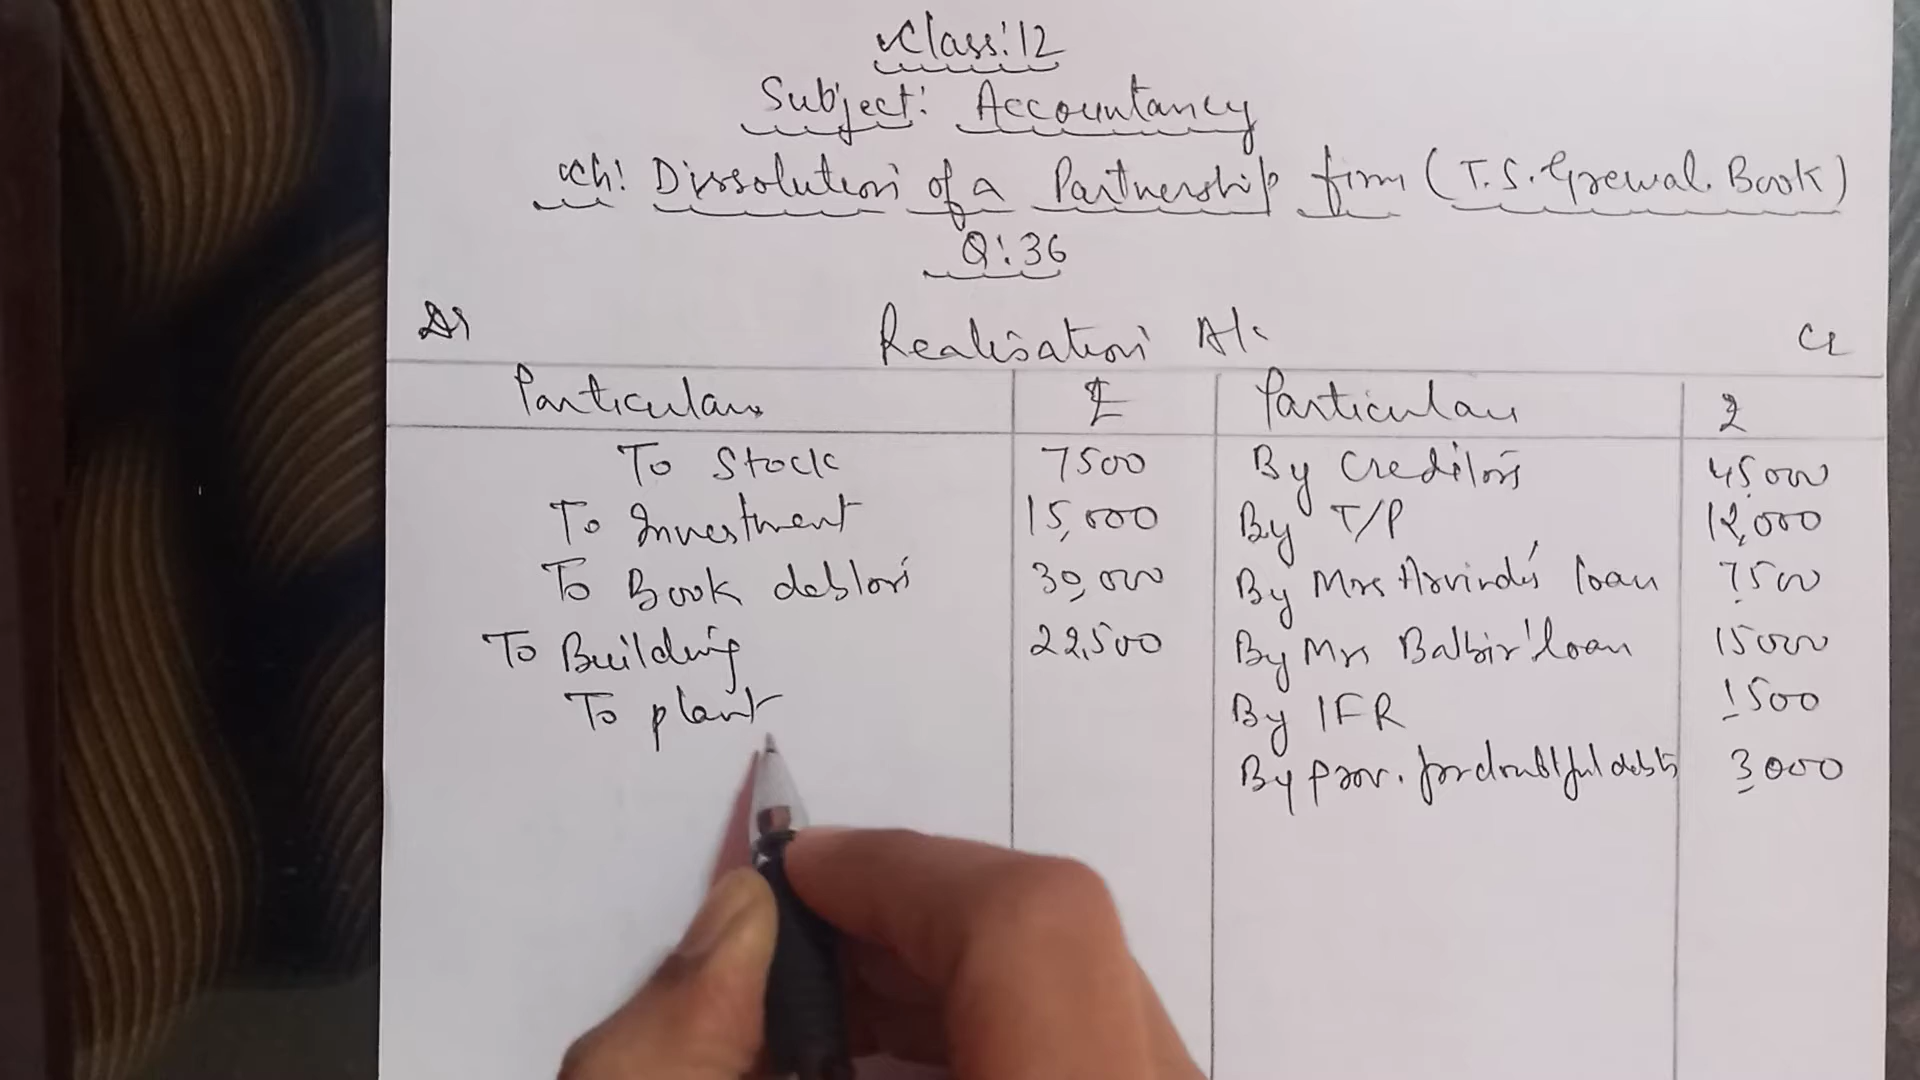 Class: 12
Subject: Accountancy
Ch: Dissolution of a Partnership firm (T.S. Grewal. Book)
Q: 36
Dr Realisation A/c Cr
Particulars ₹ Particulars ₹
To Stock 7500 By Creditors 45,000
To Investment 15,000 By T/P 12,000
To Book debtors 30,000 By Mrs Arvind's loan 7500
To Building 22,500 By Mrs Balbir' loan 15000
To plant By IFR 1500
By prov. for doubtful debts 3000